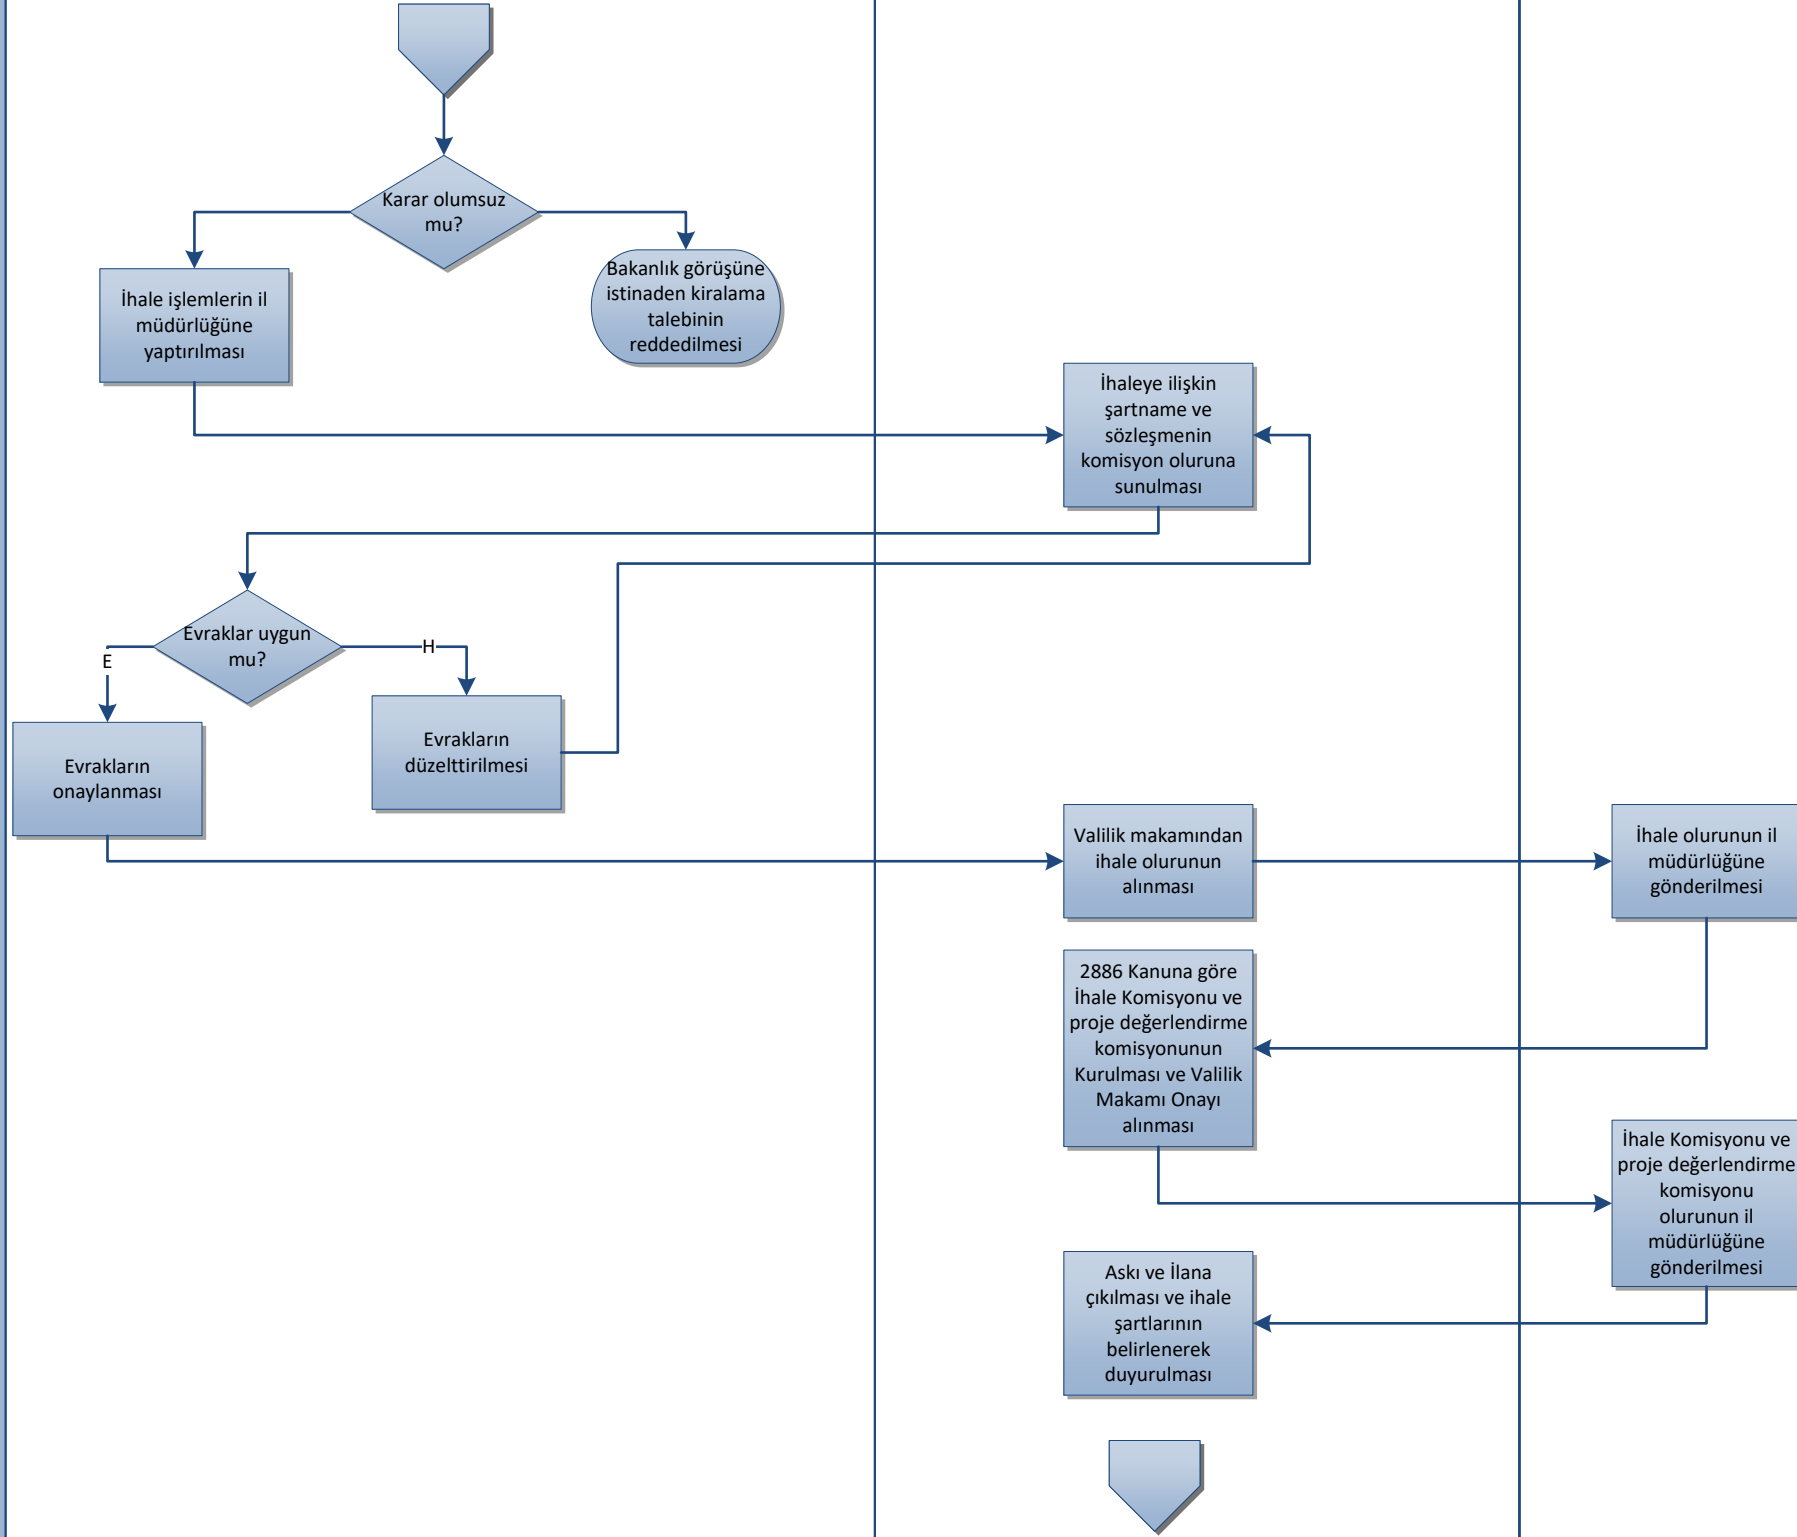 Karar olumsuz
mu?
İhale işlemlerin il
müdürlüğüne
yaptırılması
Bakanlık görüşüne
istinaden kiralama
talebinin
reddedilmesi
İhaleye ilişkin
şartname ve
sözleşmenin
komisyon oluruna
sunulması
Evraklar uygun
mu?
E
H
Evrakların
onaylanması
Evrakların
düzelttirilmesi
Valilik makamından
ihale olurunun
alınması
İhale olurunun il
müdürlüğüne
gönderilmesi
2886 Kanuna göre
İhale Komisyonu ve
proje değerlendirme
komisyonunun
Kurulması ve Valilik
Makamı Onayı
alınması
İhale Komisyonu ve
proje değerlendirme
komisyonu
olurunun il
müdürlüğüne
gönderilmesi
Askı ve İlana
çıkılması ve ihale
şartlarının
belirlenerek
duyurulması